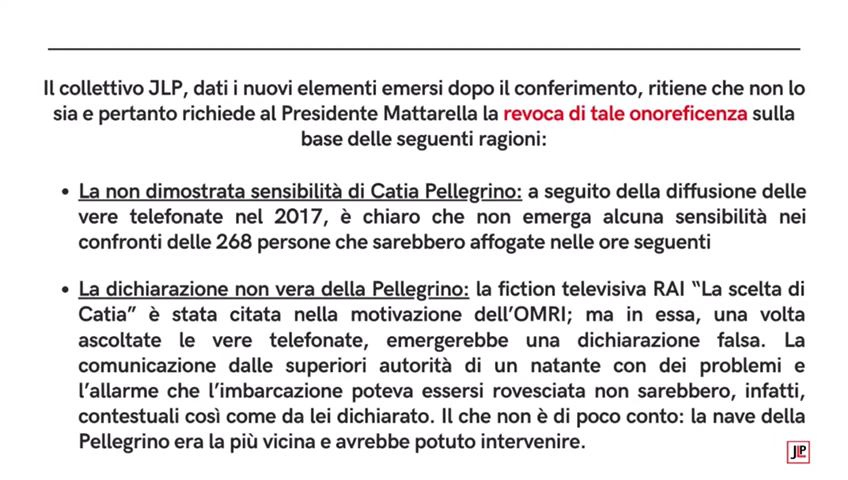 Il collettivo JLP, dati i nuovi elementi emersi dopo il conferimento, ritiene che non lo
sia e pertanto richiede al Presidente Mattarella la revoca di tale onoreficenza sulla
base delle seguenti ragioni:
• La non dimostrata sensibilità di Catia Pellegrino: a seguito della diffusione delle
vere telefonate nel 2017, è chiaro che non emerga alcuna sensibilità nei
confronti delle 268 persone che sarebbero affogate nelle ore seguenti
• La dichiarazione non vera della Pellegrino: la fiction televisiva RAI “La scelta di
Catia” è stata citata nella motivazione dell’OMRI; ma in essa, una volta
ascoltate le vere telefonate, emergerebbe una dichiarazione falsa. La
comunicazione dalle superiori autorità di un natante con dei problemi e
l’allarme che l’imbarcazione poteva essersi rovesciata non sarebbero, infatti,
contestuali così come da lei dichiarato. Il che non è di poco conto: la nave della
Pellegrino era la più vicina e avrebbe potuto intervenire.
JLP